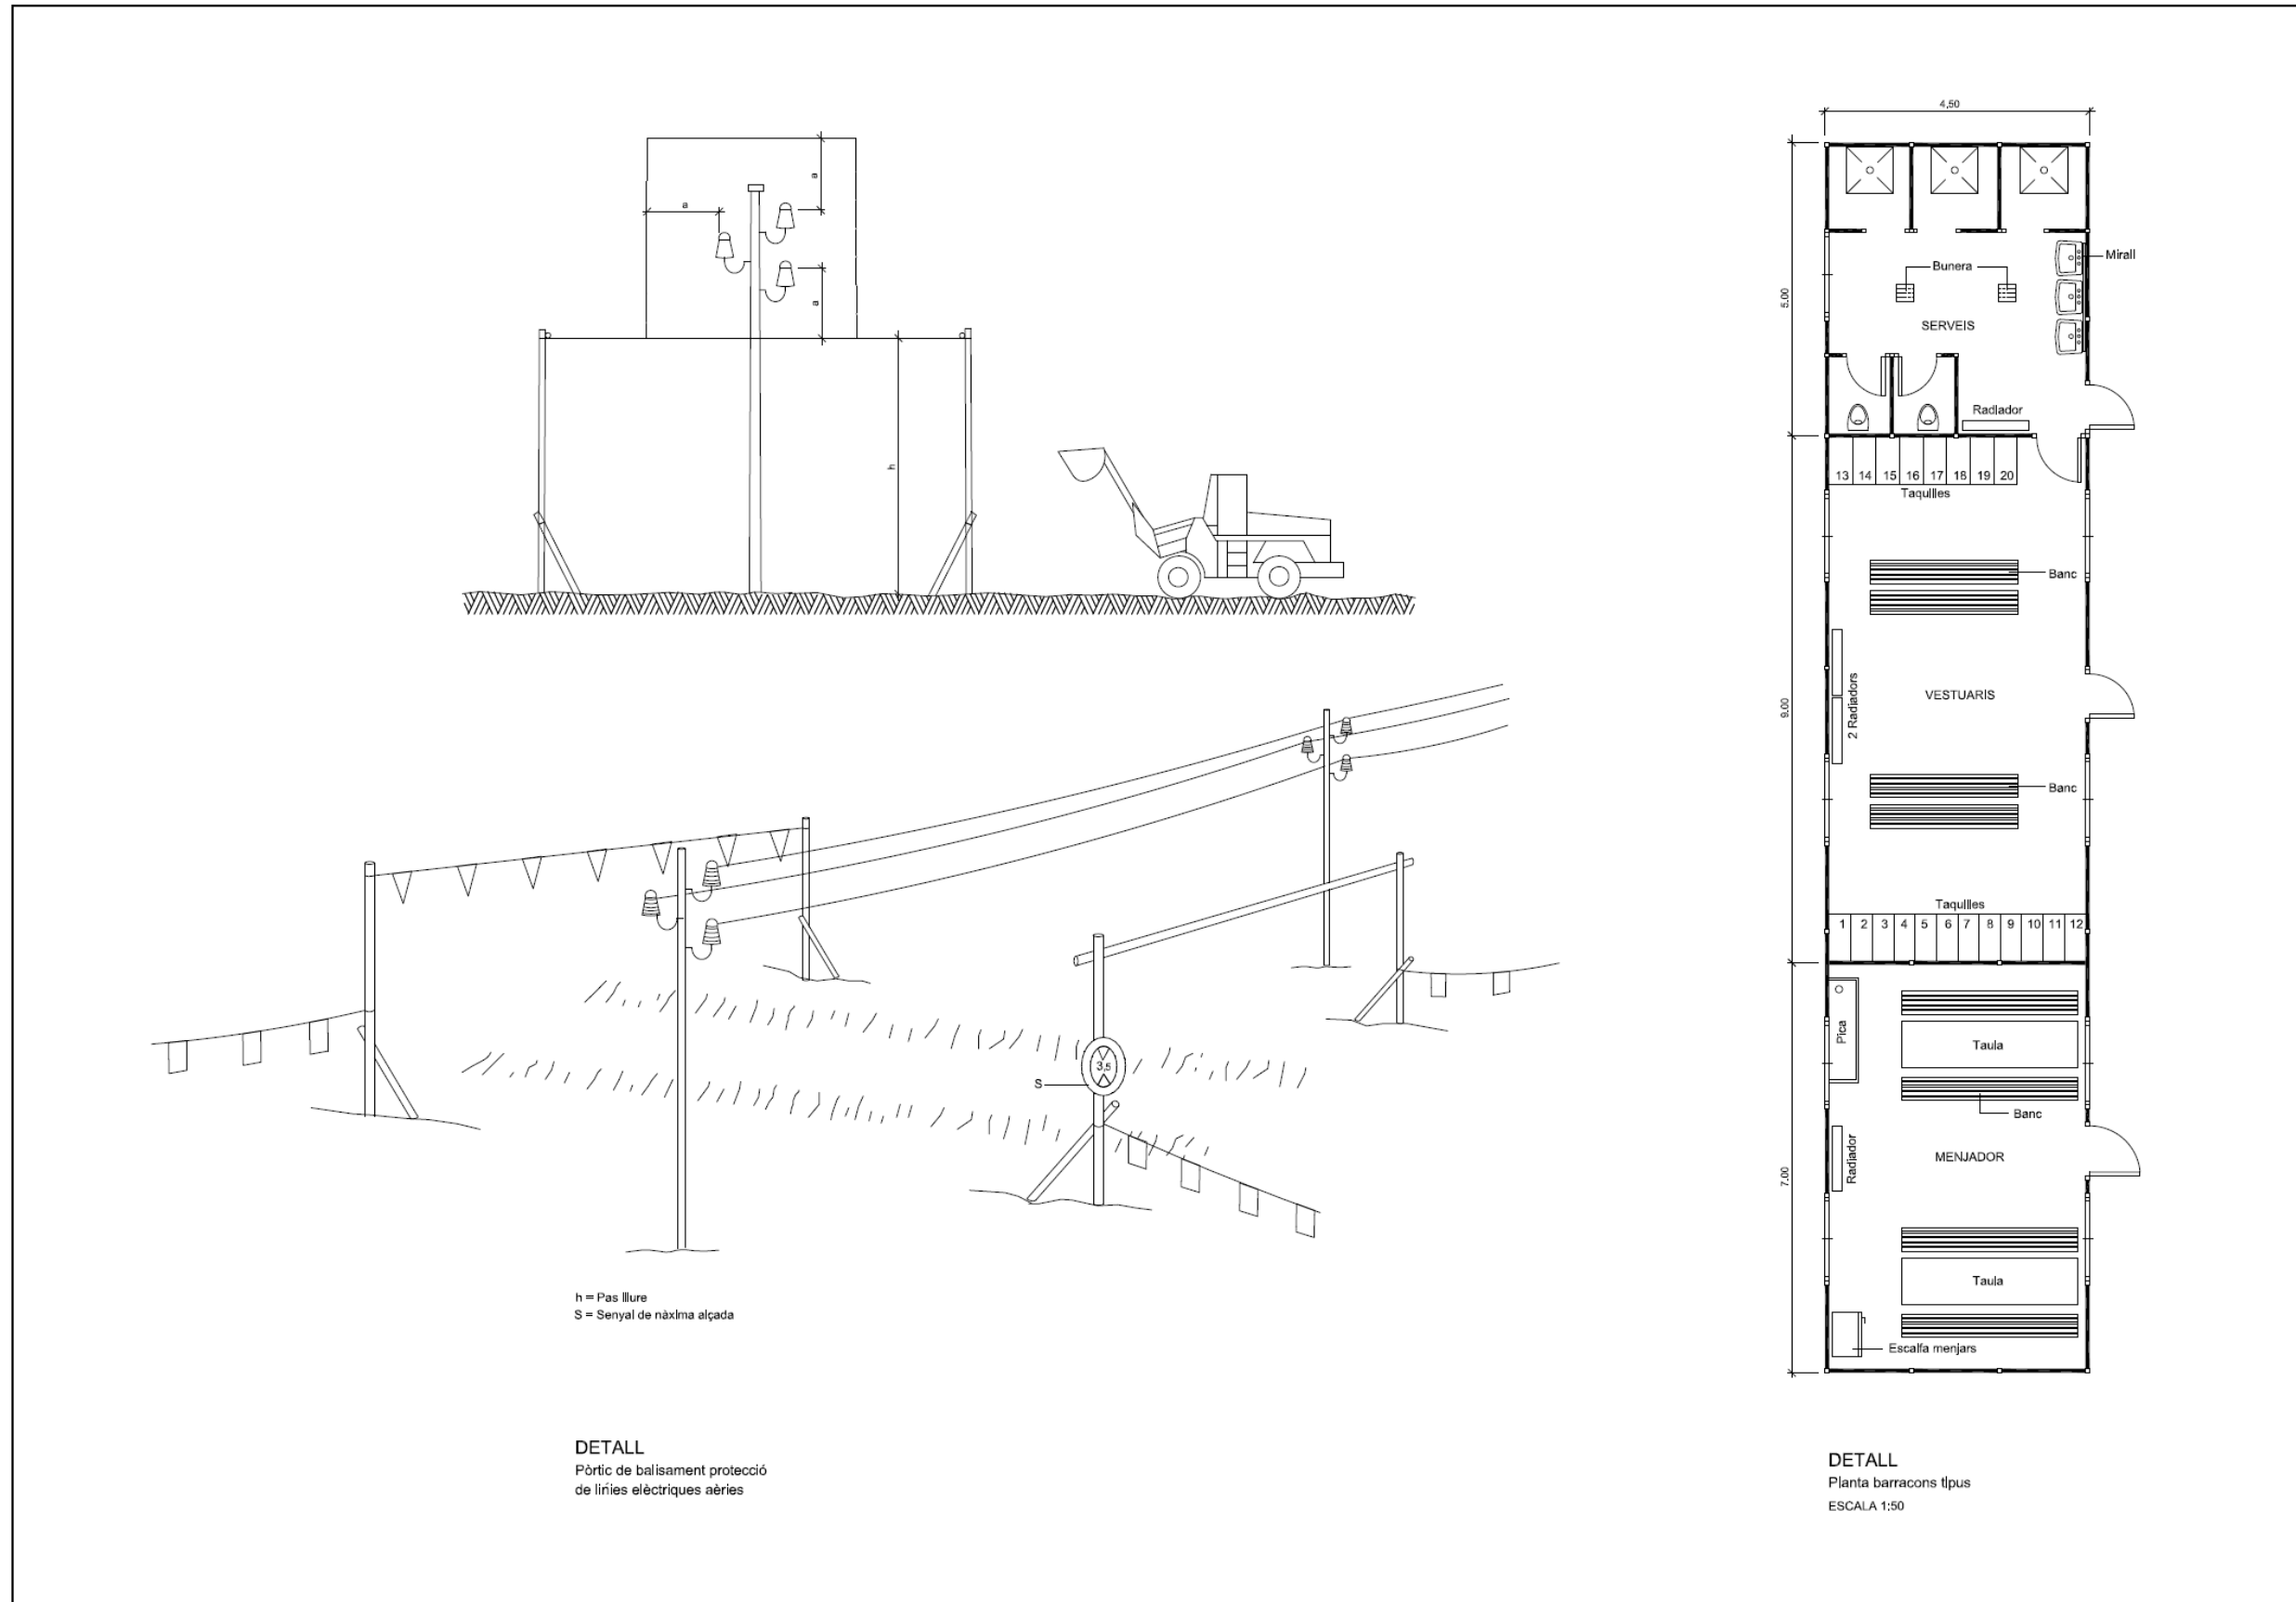 a
a
a
h
S
3,5
h = Pas lliure
S = Senyal de nàxima alçada
DETALL
Pòrtic de balisament protecció
de linies elèctriques aèries
4,50
5.00
9.00
7.00
Mirall
Bunera
SERVEIS
Radiador
13 14 15 16 17 18 19 20
Taquilles
Banc
2 Radiadors
VESTUARIS
Banc
Taquilles
1 2 3 4 5 6 7 8 9 10 11 12
Pica
Taula
Banc
Radiador
MENJADOR
Taula
Escalfa menjars
DETALL
Planta barracons tipus
ESCALA 1:50